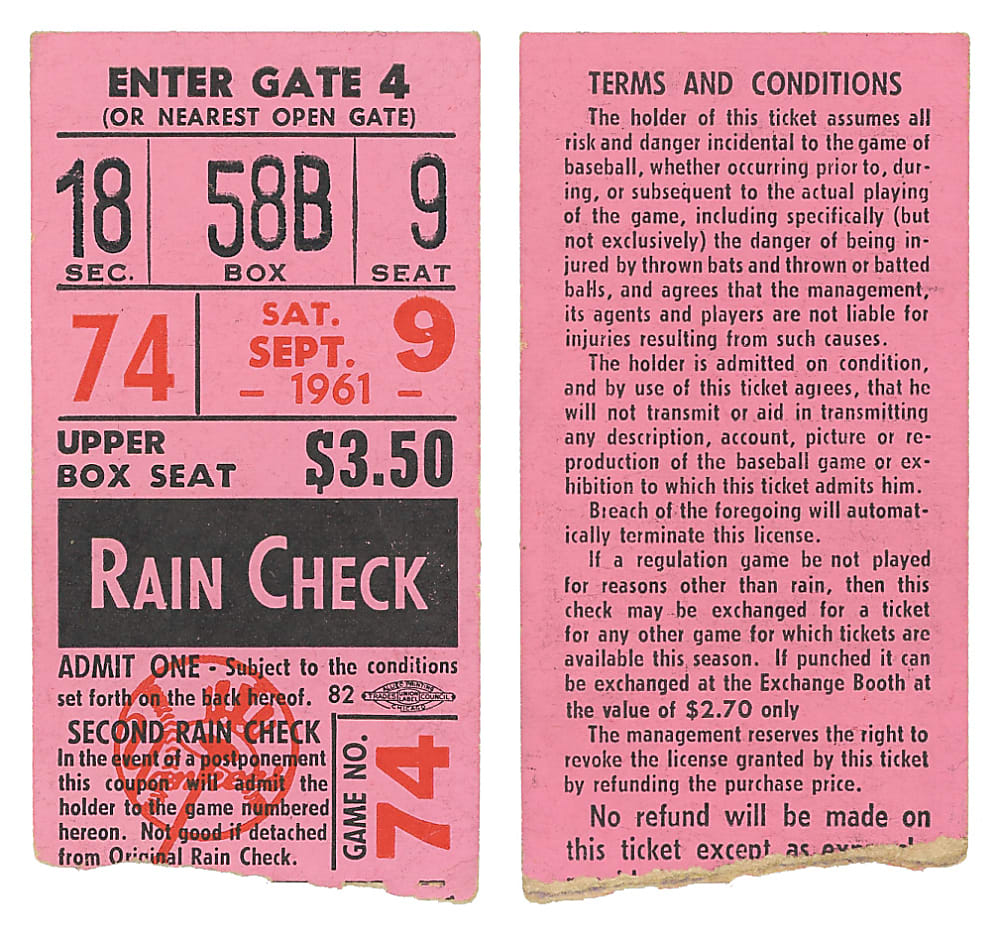 ENTER GATE 4
(OR NEAREST OPEN GATE)
18 58B 9
SEC. BOX SEAT
74 SAT. SEPT. 9
– 1961 –
UPPER
BOX SEAT $3.50
RAIN CHECK
ADMIT ONE - Subject to the conditions
set forth on the back hereof. 82 ALLIED PRINTING TRADES UNION LABEL COUNCIL CHICAGO
SECOND RAIN CHECK
In the event of a postponement
this coupon will admit the
holder to the game numbered
hereon. Not good if detached
from Original Rain Check.
GAME NO. 74
TERMS AND CONDITIONS
The holder of this ticket assumes all
risk and danger incidental to the game of
baseball, whether occurring prior to, dur-
ing, or subsequent to the actual playing
of the game, including specifically (but
not exclusively) the danger of being in-
jured by thrown bats and thrown or batted
balls, and agrees that the management,
its agents and players are not liable for
injuries resulting from such causes.
The holder is admitted on condition,
and by use of this ticket agrees, that he
will not transmit or aid in transmitting
any description, account, picture or re-
production of the baseball game or ex-
hibition to which this ticket admits him.
Breach of the foregoing will automat-
ically terminate this license.
If a regulation game be not played
for reasons other than rain, then this
check may be exchanged for a ticket
for any other game for which tickets are
available this season. If punched it can
be exchanged at the Exchange Booth at
the value of $2.70 only
The management reserves the right to
revoke the license granted by this ticket
by refunding the purchase price.
No refund will be made on
this ticket except as